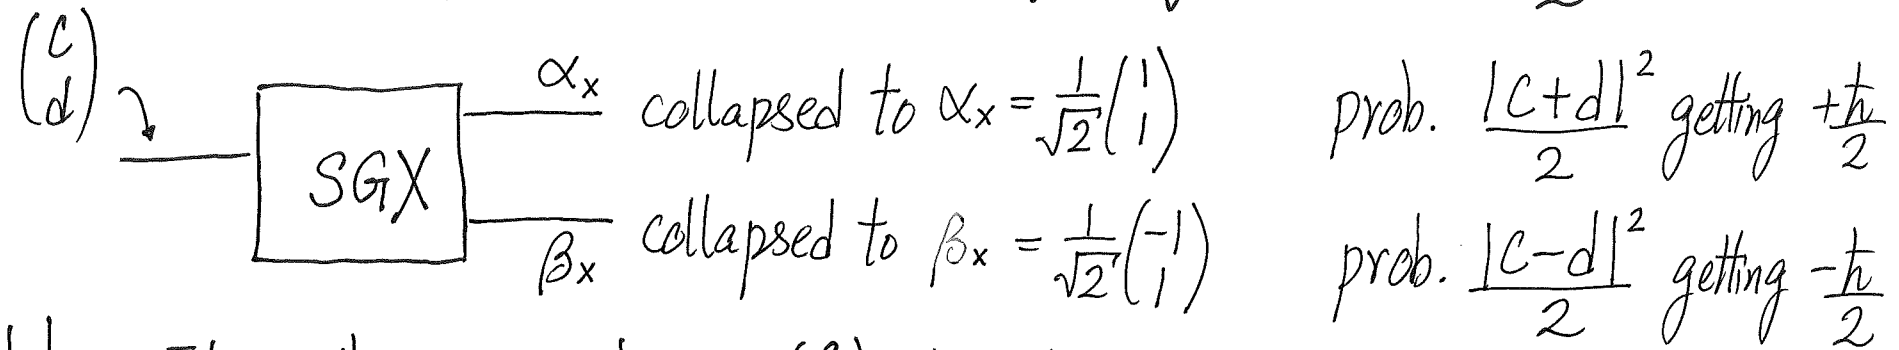 (c d) SGX
αx collapsed to αx = 1/√2 (1 1) prob. |c+d|²/2 getting +ħ/2
βx collapsed to βx = 1/√2 (-1 1) prob. |c-d|²/2 getting -ħ/2